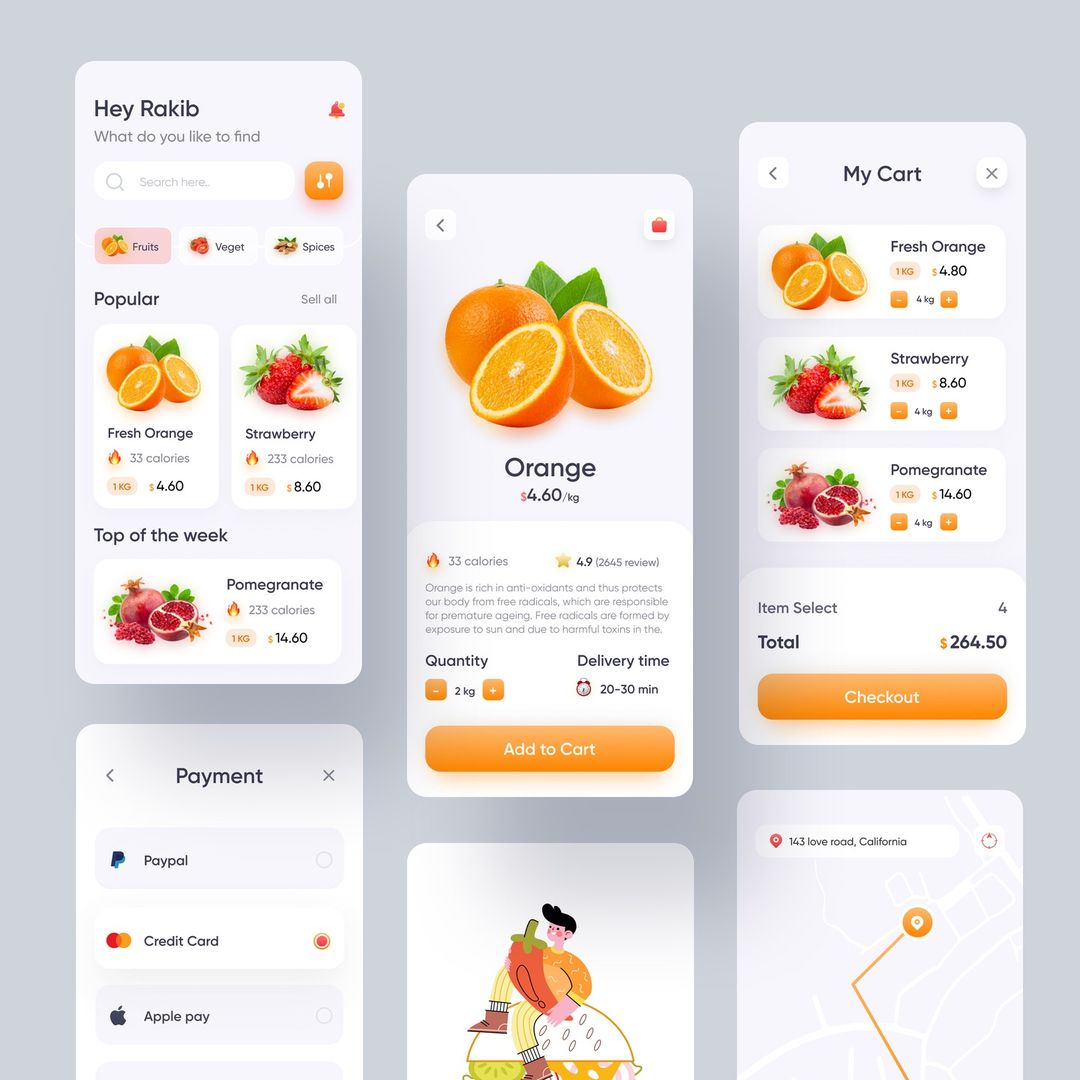 Hey Rakib
What do you like to find
Search here..
Fruits Veget Spices
Popular Sell all
Fresh Orange
33 calories
1 KG $4.60
Strawberry
233 calories
1 KG $8.60
Top of the week
Pomegranate
233 calories
1 KG $14.60
Orange
$4.60/kg
33 calories 4.9 (2645 review)
Orange is rich in anti-oxidants and thus protects
our body from free radicals, which are responsible
for premature ageing. Free radicals are formed by
exposure to sun and due to harmful toxins in the.
Quantity Delivery time
- 2 kg + 20-30 min
Add to Cart
My Cart
Fresh Orange
1 KG $4.80
- 4 kg +
Strawberry
1 KG $8.60
- 4 kg +
Pomegranate
1 KG $14.60
- 4 kg +
Item Select 4
Total $264.50
Checkout
Payment
Paypal
Credit Card
Apple pay
143 love road, California